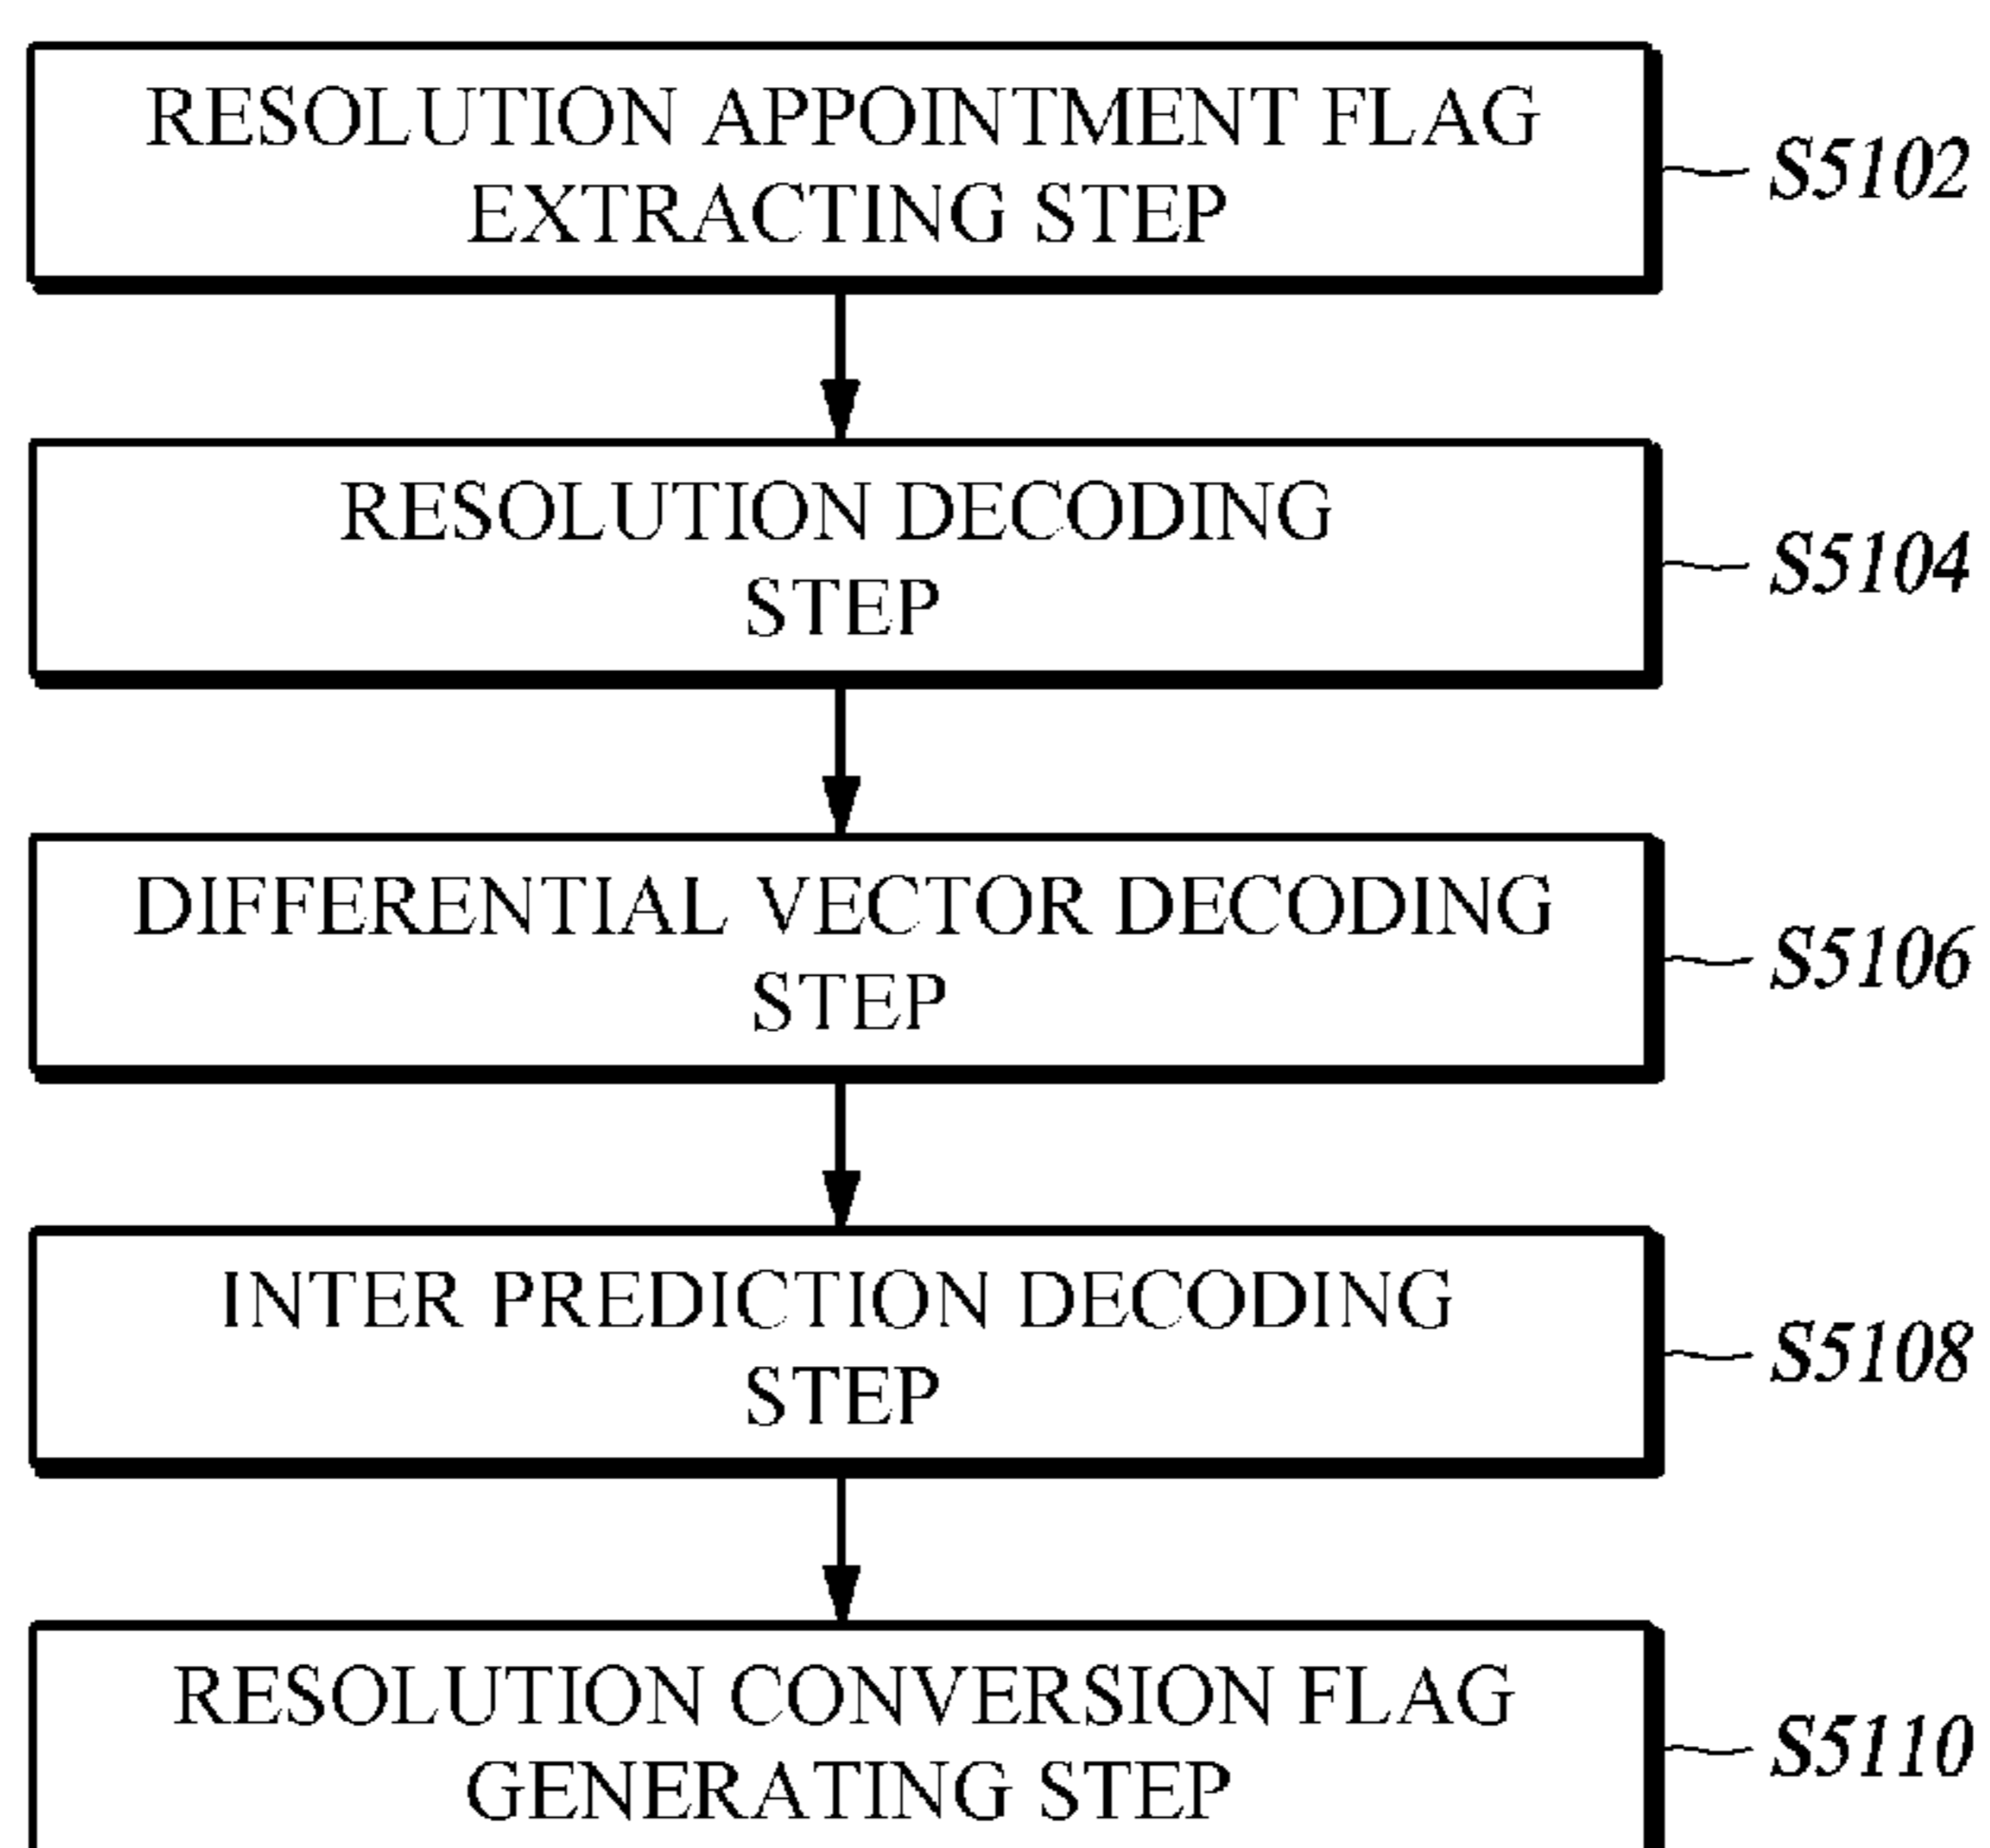 RESOLUTION APPOINTMENT FLAG
EXTRACTING STEP
S5102
RESOLUTION DECODING
STEP
S5104
DIFFERENTIAL VECTOR DECODING
STEP
S5106
INTER PREDICTION DECODING
STEP
S5108
RESOLUTION CONVERSION FLAG
GENERATING STEP
S5110